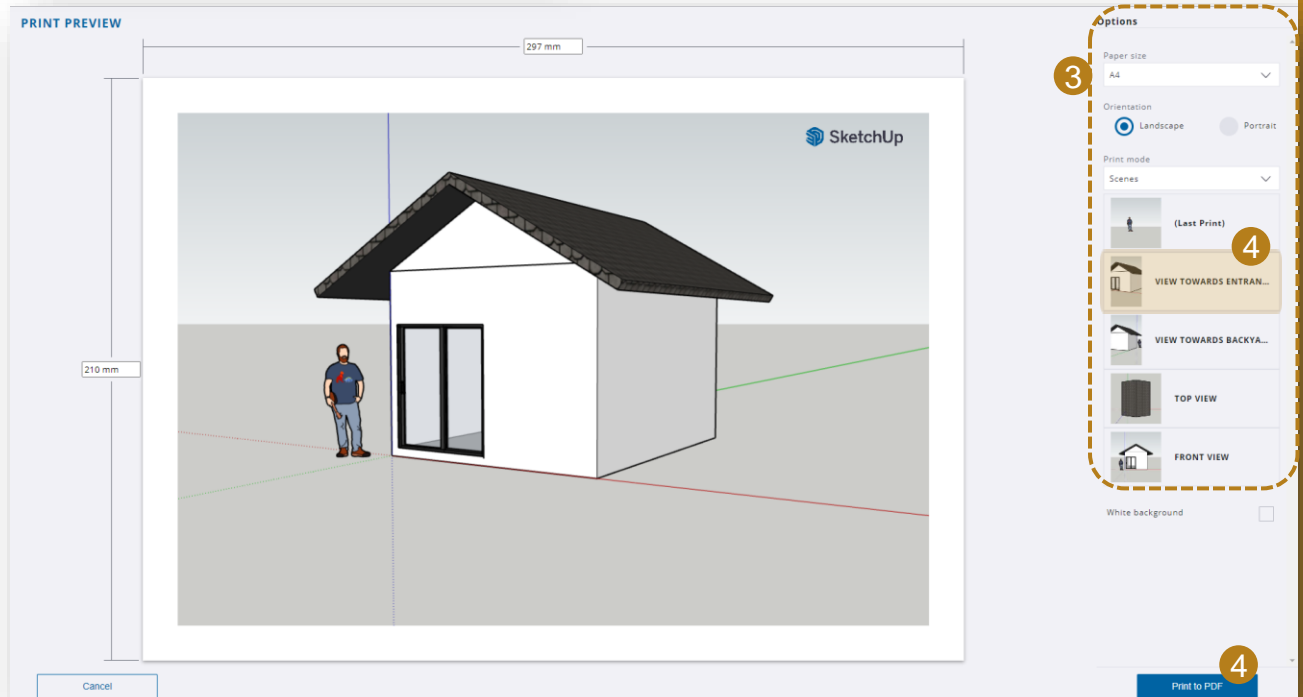 PRINT PREVIEW
297 mm
210 mm
SketchUp
Cancel
Options
3
Paper size
A4
Orientation
Landscape Portrait
Print mode
Scenes
(Last Print)
4
VIEW TOWARDS ENTRAN...
VIEW TOWARDS BACKYA...
TOP VIEW
FRONT VIEW
White background
4
Print to PDF